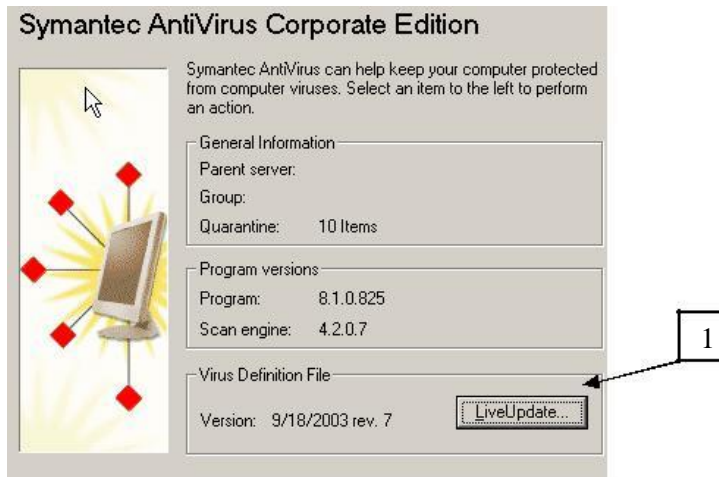 Symantec AntiVirus Corporate Edition
Symantec AntiVirus can help keep your computer protected
from computer viruses. Select an item to the left to perform
an action.
General Information
Parent server:
Group:
Quarantine: 10 Items
Program versions
Program: 8.1.0.825
Scan engine: 4.2.0.7
1
Virus Definition File
Version: 9/18/2003 rev. 7
LiveUpdate...